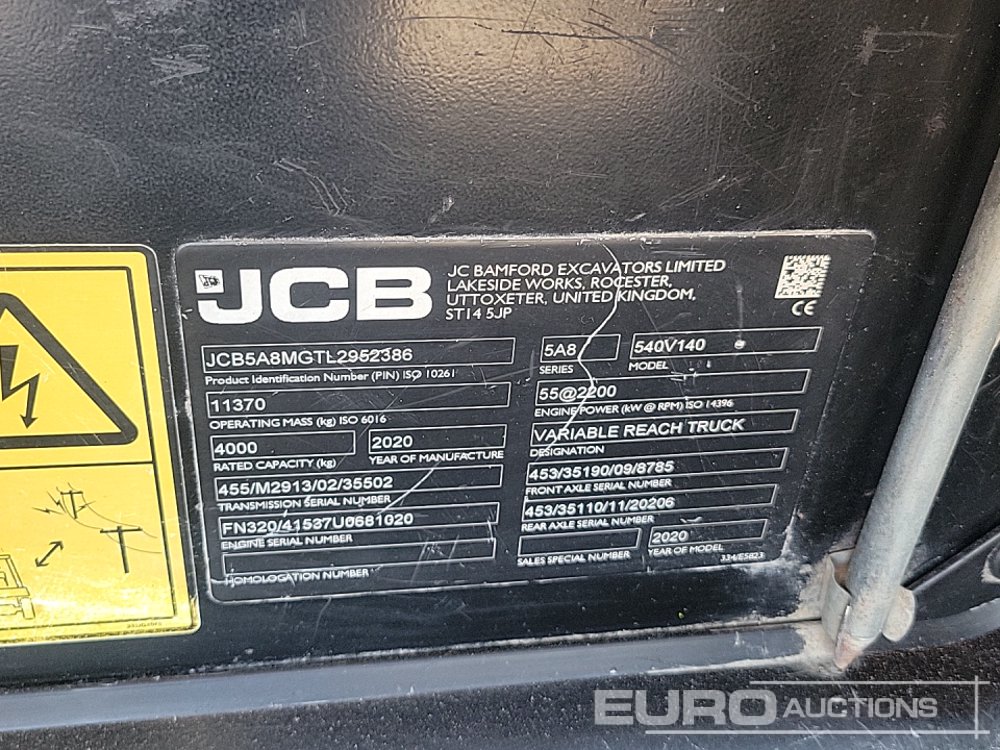 JCB
JC BAMFORD EXCAVATORS LIMITED
LAKESIDE WORKS, ROCESTER,
UTTOXETER, UNITED KINGDOM,
ST14 5JP
CE
JCB5A8MGTL2952386
Product Identification Number (PIN) ISO 10261
5A8
SERIES
540V140
MODEL
11370
OPERATING MASS (kg) ISO 6016
55@2200
ENGINE POWER (kW @ RPM) ISO 14396
4000
RATED CAPACITY (kg)
2020
YEAR OF MANUFACTURE
VARIABLE REACH TRUCK
DESIGNATION
455/M2913/02/35502
TRANSMISSION SERIAL NUMBER
453/35190/09/8785
FRONT AXLE SERIAL NUMBER
FN320/41537U0681020
ENGINE SERIAL NUMBER
453/35110/11/20206
REAR AXLE SERIAL NUMBER
HOMOLOGATION NUMBER
SALES SPECIAL NUMBER
2020
YEAR OF MODEL
334/E5823
EURO AUCTIONS